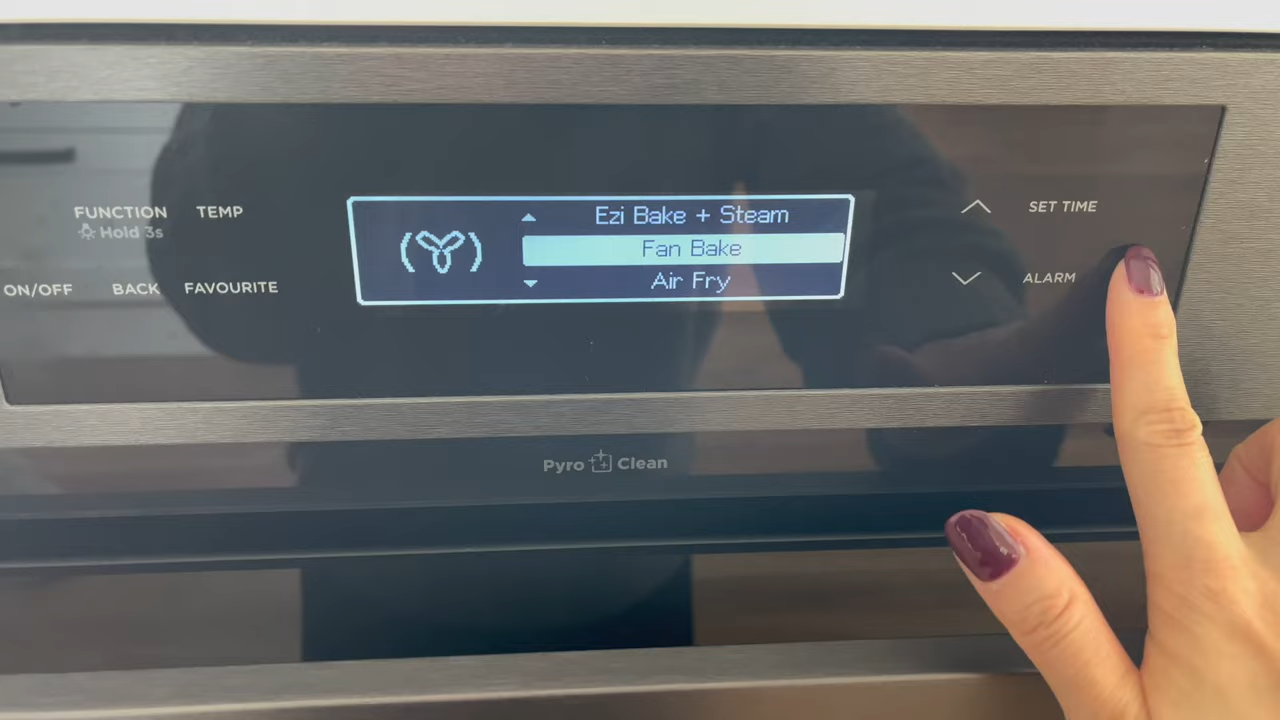 FUNCTION
Hold 3s
TEMP
ON/OFF
BACK
FAVOURITE
Ezi Bake + Steam
Fan Bake
Air Fry
SET TIME
ALARM
Pyro Clean